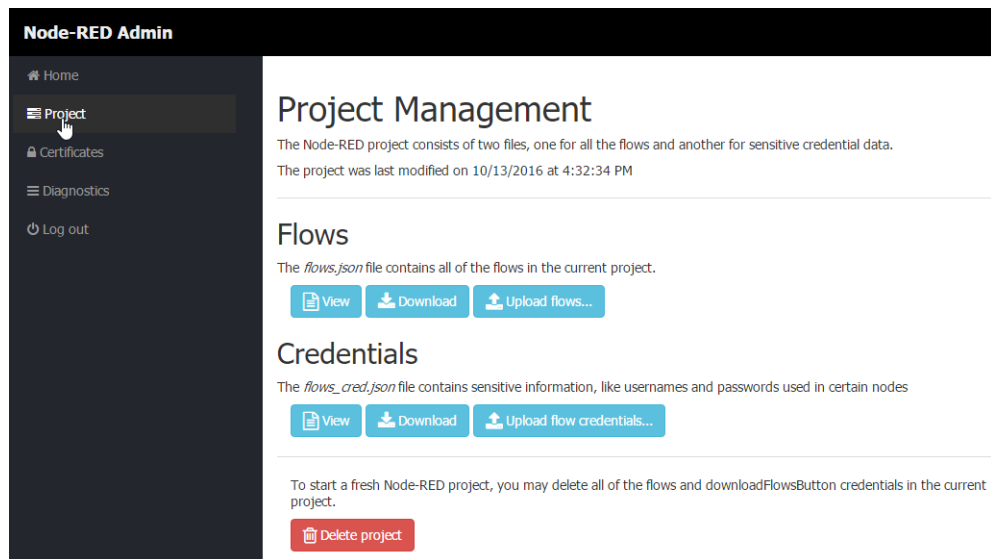 Node-RED Admin
Home
Project
Certificates
Diagnostics
Log out
Project Management
The Node-RED project consists of two files, one for all the flows and another for sensitive credential data.
The project was last modified on 10/13/2016 at 4:32:34 PM
Flows
The flows.json file contains all of the flows in the current project.
View Download Upload flows...
Credentials
The flows_cred.json file contains sensitive information, like usernames and passwords used in certain nodes
View Download Upload flow credentials...
To start a fresh Node-RED project, you may delete all of the flows and downloadFlowsButton credentials in the current
project.
Delete project